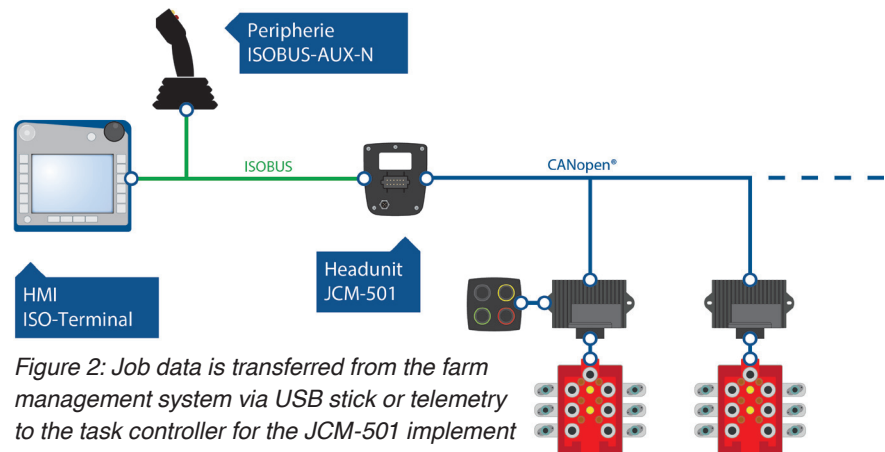 Peripherie
ISOBUS-AUX-N
ISOBUS
CANopen®
Headunit
JCM-501
HMI
ISO-Terminal
Figure 2: Job data is transferred from the farm
management system via USB stick or telemetry
to the task controller for the JCM-501 implement